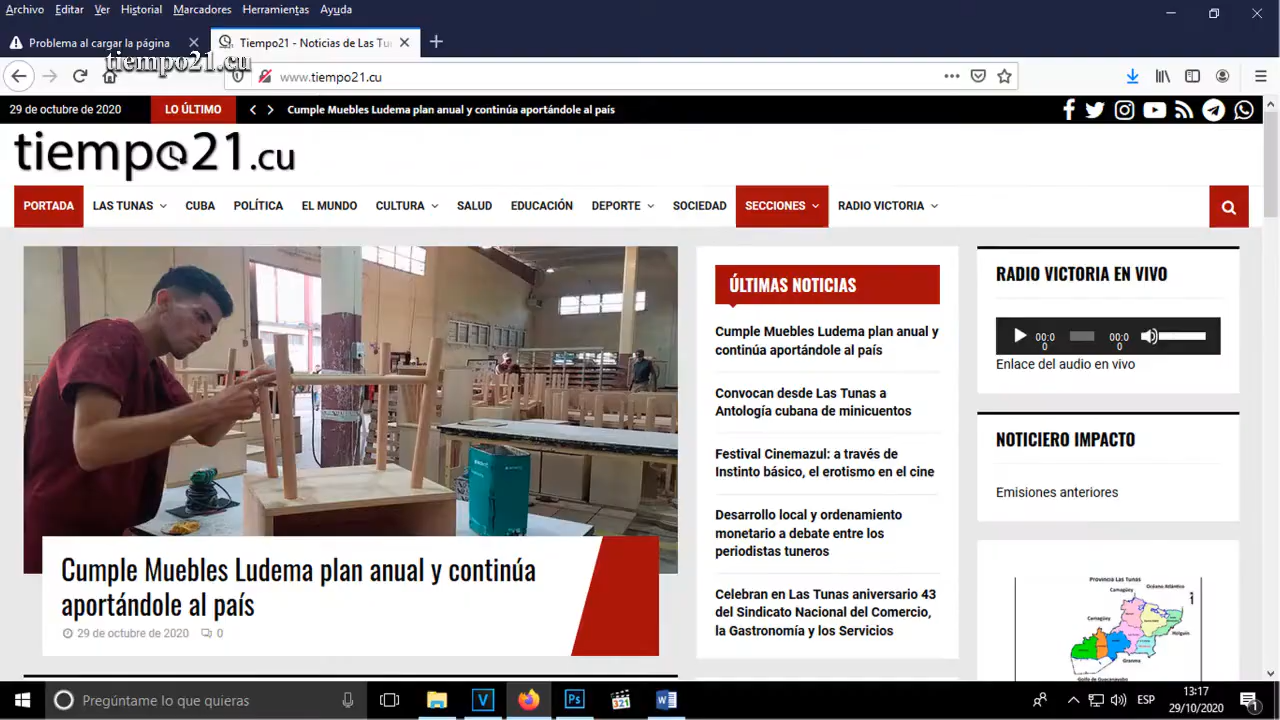 Archivo Editar Ver Historial Marcadores Herramientas Ayuda
Problema al cargar la página
Tiempo21 - Noticias de Las Tu
tiempo21.cu
www.tiempo21.cu
29 de octubre de 2020
LO ÚLTIMO
Cumple Muebles Ludema plan anual y continúa aportándole al país
tiempo21.cu
PORTADA LAS TUNAS CUBA POLÍTICA EL MUNDO CULTURA SALUD EDUCACIÓN DEPORTE SOCIEDAD SECCIONES RADIO VICTORIA
Cumple Muebles Ludema plan anual y continúa
aportándole al país
29 de octubre de 2020 0
ÚLTIMAS NOTICIAS
Cumple Muebles Ludema plan anual y
continúa aportándole al país
Convocan desde Las Tunas a
Antología cubana de minicuentos
Festival Cinemazul: a través de
Instinto básico, el erotismo en el cine
Desarrollo local y ordenamiento
monetario a debate entre los
periodistas tuneros
Celebran en Las Tunas aniversario 43
del Sindicato Nacional del Comercio,
la Gastronomía y los Servicios
RADIO VICTORIA EN VIVO
00:0
0
00:0
0
Enlace del audio en vivo
NOTICIERO IMPACTO
Emisiones anteriores
Provincia Las Tunas
Océano Atlántico
Camagüey
Camagüey
Holguín
Granma
Golfo de Guacanayabo
Pregúntame lo que quieras
ESP
13:17
29/10/2020
1